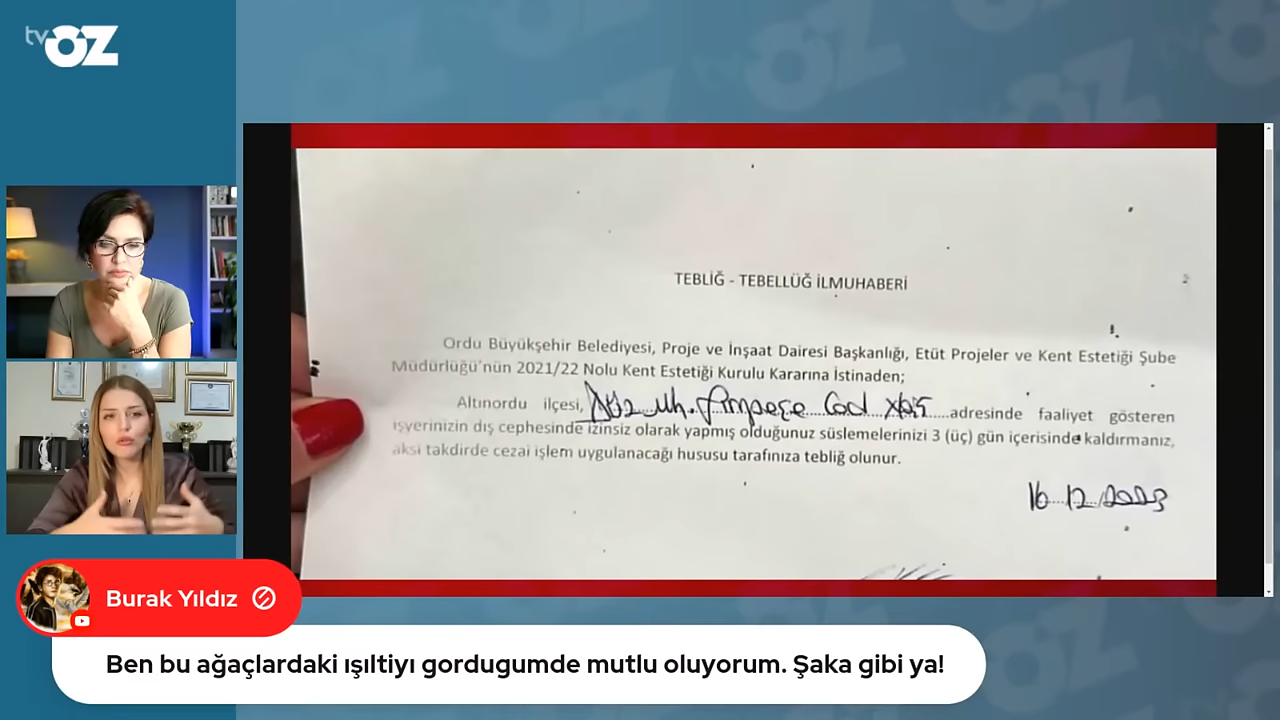 tvOZ
TEBLİĞ - TEBELLÜĞ İLMUHABERİ
Ordu Büyükşehir Belediyesi, Proje ve İnşaat Dairesi Başkanlığı, Etüt Projeler ve Kent Estetiği Şube
Müdürlüğü'nün 2021/22 Nolu Kent Estetiği Kurulu Kararına İstinaden;
Altınordu ilçesi, adresinde faaliyet gösteren
işyerinizin dış cephesinde izinsiz olarak yapmış olduğunuz süslemelerinizi 3 (üç) gün içerisinde kaldırmanız,
aksi takdirde cezai işlem uygulanacağı hususu tarafınıza tebliğ olunur.
16.12.2023
Burak Yıldız
Ben bu ağaçlardaki ışıltiyı gordugumde mutlu oluyorum. Şaka gibi ya!